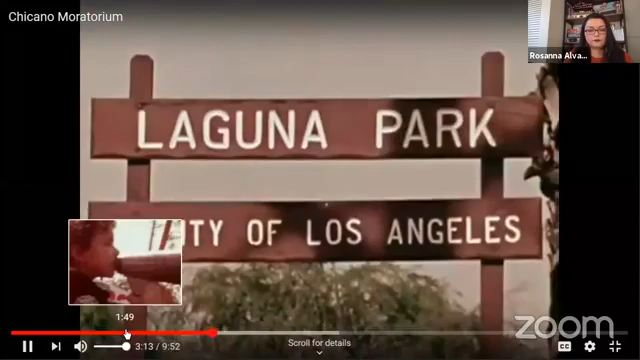 Chicano Moratorium
Rosanna Alva...
LAGUNA PARK
ITY OF LOS ANGELES
1:49
3:13 / 9:52
Scroll for details
CC
zoom